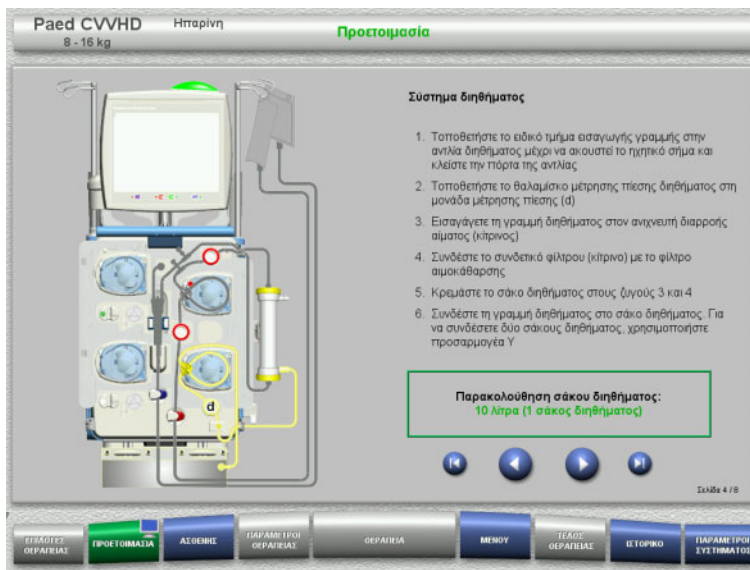 Paed CVVHD Ηπαρίνη
8 - 16 kg
Προετοιμασία
Σύστημα διηθήματος
1. Τοποθετήστε το ειδικό τμήμα εισαγωγής γραμμής στην
αντλία διηθήματος μέχρι να ακουστεί το ηχητικό σήμα και
κλείστε την πόρτα της αντλίας
2. Τοποθετήστε το θαλαμίσκο μέτρησης πίεσης διηθήματος στη
μονάδα μέτρησης πίεσης (d)
3. Εισαγάγετε τη γραμμή διηθήματος στον ανιχνευτή διαρροής
αίματος (κίτρινος)
4. Συνδέστε το συνδετικό φίλτρου (κίτρινο) με το φίλτρο
αιμοκάθαρσης
5. Κρεμάστε το σάκο διηθήματος στους ζυγούς 3 και 4
6. Συνδέστε τη γραμμή διηθήματος στο σάκο διηθήματος. Για
να συνδέσετε δύο σάκους διηθήματος, χρησιμοποιήστε
προσαρμογέα Υ
d
Παρακολούθηση σάκου διηθήματος:
10 λίτρα (1 σάκος διηθήματος)
Σελίδα 4 / 8
ΕΠΙΛΟΓΕΣ
ΘΕΡΑΠΕΙΑΣ
ΠΡΟΕΤΟΙΜΑΣΙΑ
ΑΣΘΕΝΗΣ
ΠΑΡΑΜΕΤΡΟΙ
ΘΕΡΑΠΕΙΑΣ
ΘΕΡΑΠΕΙΑ
ΜΕΝΟΥ
ΤΕΛΟΣ
ΘΕΡΑΠΕΙΑΣ
ΙΣΤΟΡΙΚΟ
ΠΑΡΑΜΕΤΡΟΙ
ΣΥΣΤΗΜΑΤΟΣ